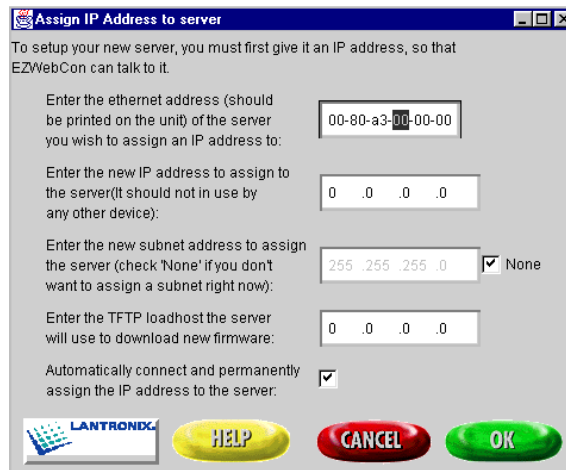 Assign IP Address to server
To setup your new server, you must first give it an IP address, so that
EZWebCon can talk to it.
Enter the ethernet address (should
be printed on the unit) of the server
you wish to assign an IP address to:
00-80-a3-00-00-00
Enter the new IP address to assign to
the server(It should not in use by
any other device):
0 .0 .0 .0
Enter the new subnet address to assign
the server (check 'None' if you don't
want to assign a subnet right now):
255 .255 .255 .0
None
Enter the TFTP loadhost the server
will use to download new firmware:
0 .0 .0 .0
Automatically connect and permanently
assign the IP address to the server:
LANTRONIX
HELP
CANCEL
OK